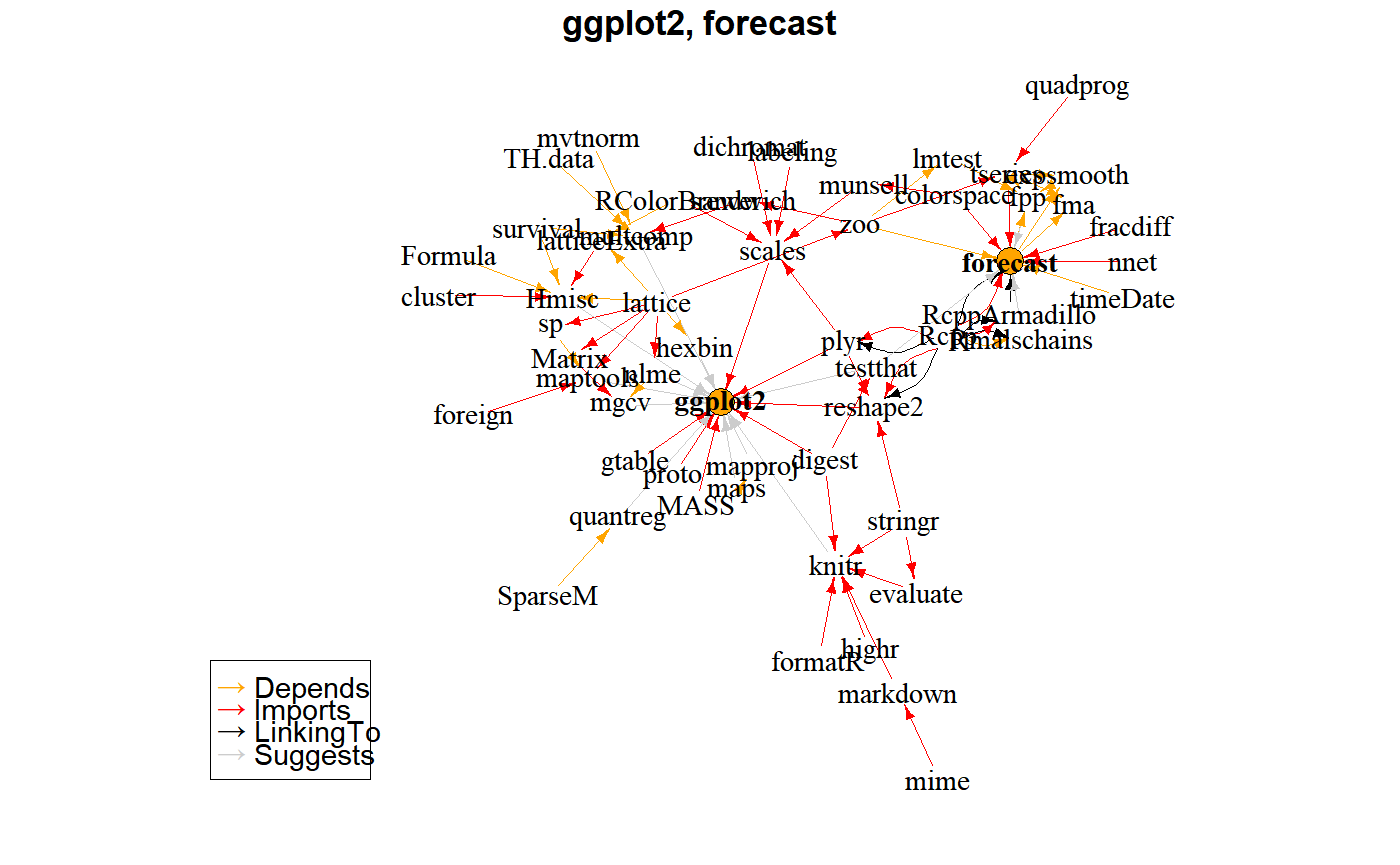 ggplot2, forecast
quadprog
mvtnorm
dichromat
labeling
TH.data
lmtest
tseries
expsmooth
munsell
colorspace
fpp
fma
RColorBrewer
sandwich
zoo
fracdiff
survival
multcomp
latticeExtra
scales
Formula
forecast
nnet
cluster
Hmisc
lattice
timeDate
sp
RcppArmadillo
Rcpp
Rmalschains
plyr
hexbin
Matrix
testthat
maptools
nlme
mgcv
ggplot2
reshape2
foreign
gtable
proto
mapproj
digest
maps
MASS
quantreg
stringr
knitr
SparseM
evaluate
highr
formatR
markdown
mime
→ Depends
→ Imports
→ LinkingTo
→ Suggests